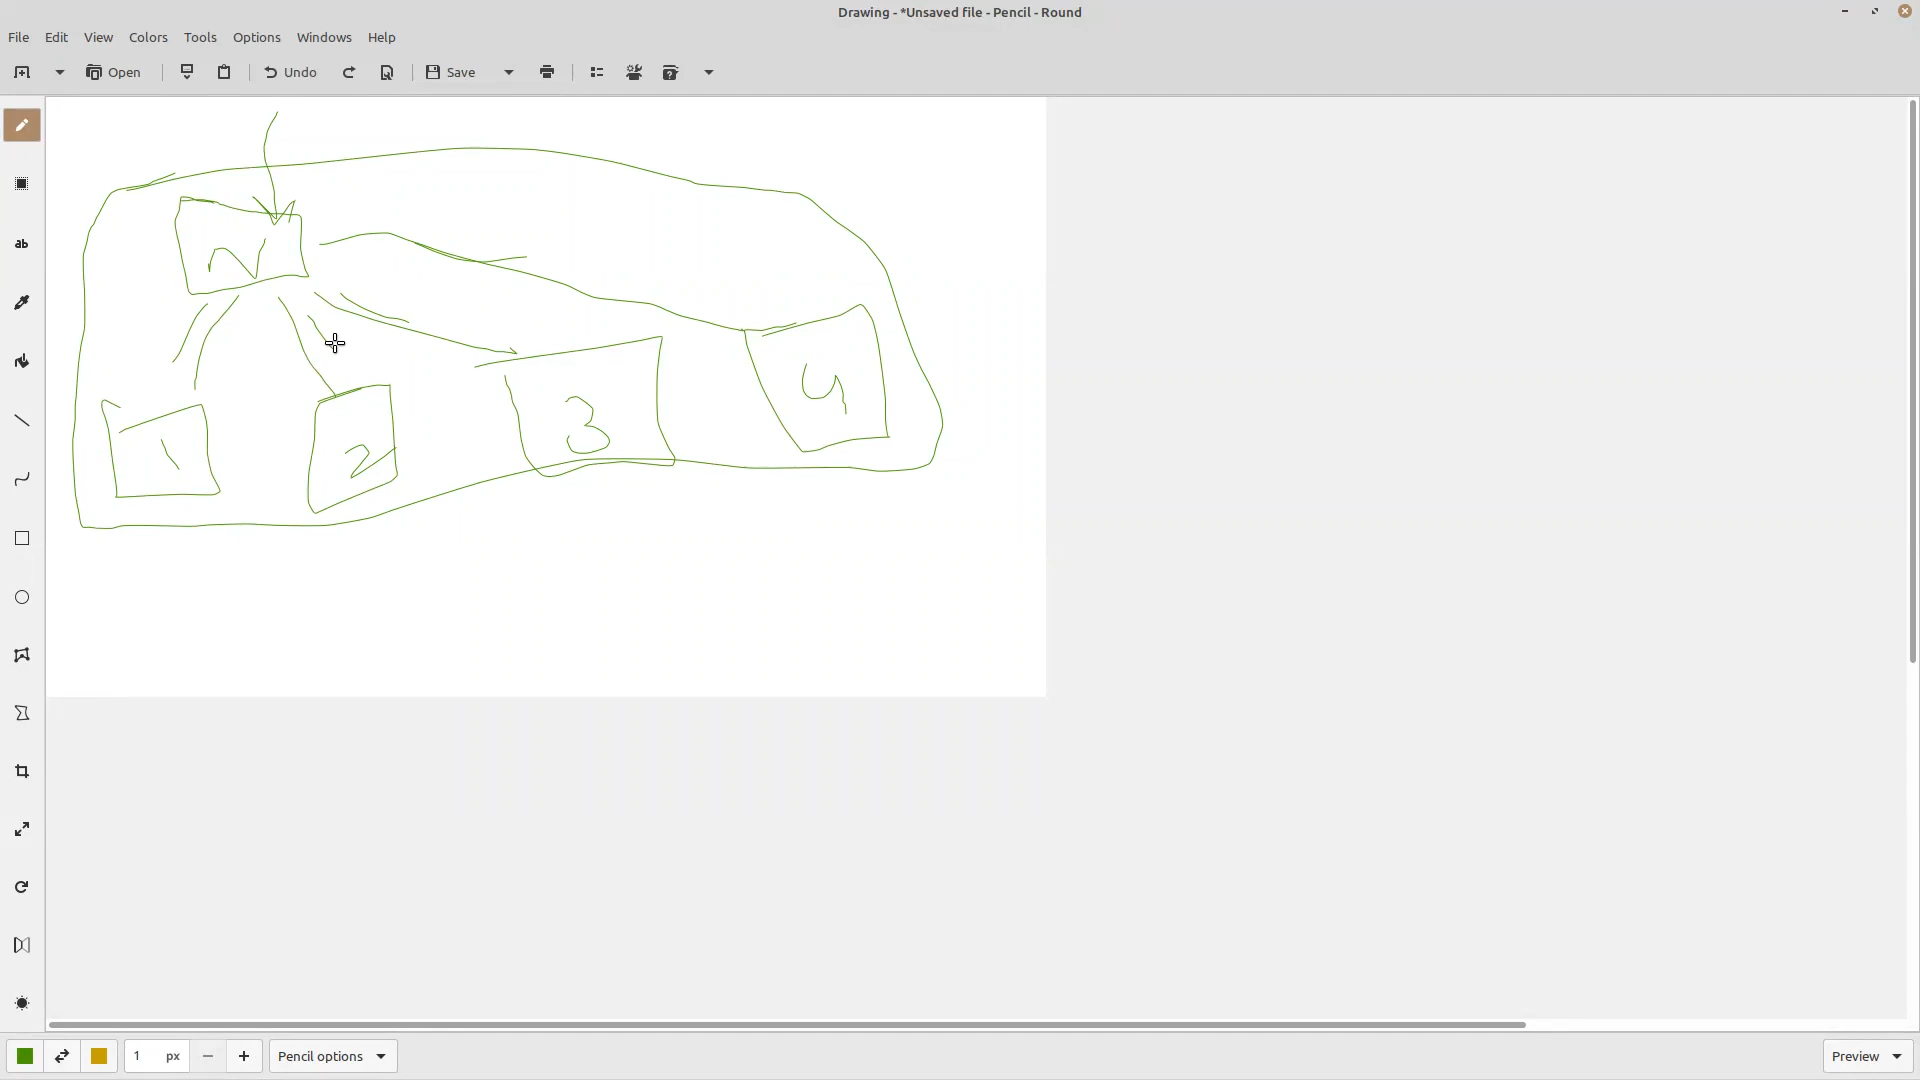 Drawing - *Unsaved file - Pencil - Round
File Edit View Colors Tools Options Windows Help
Open Undo Save
ab
N
1 2 3 4
1 px Pencil options Preview